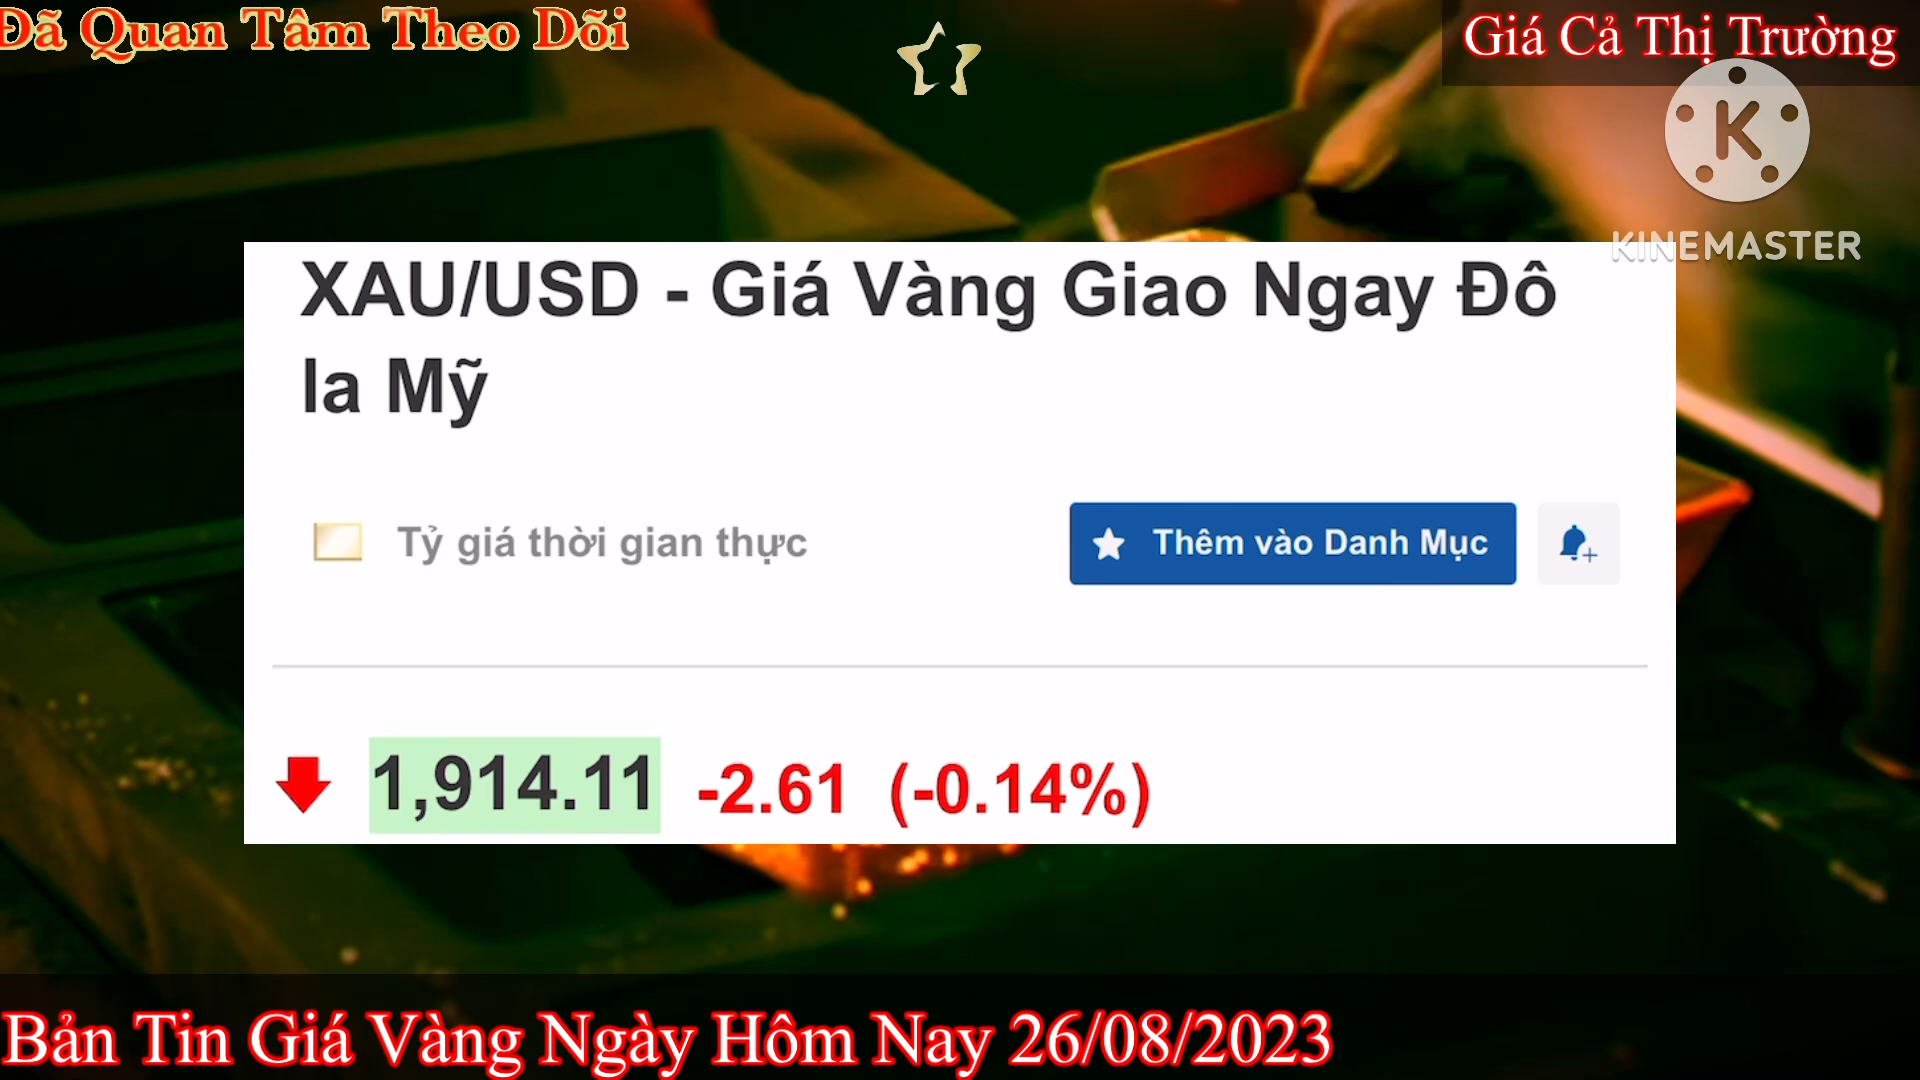 Đã Quan Tâm Theo Dõi
Giá Cả Thị Trường
K
KINEMASTER
XAU/USD - Giá Vàng Giao Ngay Đô
la Mỹ
Tỷ giá thời gian thực
Thêm vào Danh Mục
1,914.11 -2.61 (-0.14%)
Bản Tin Giá Vàng Ngày Hôm Nay 26/08/2023